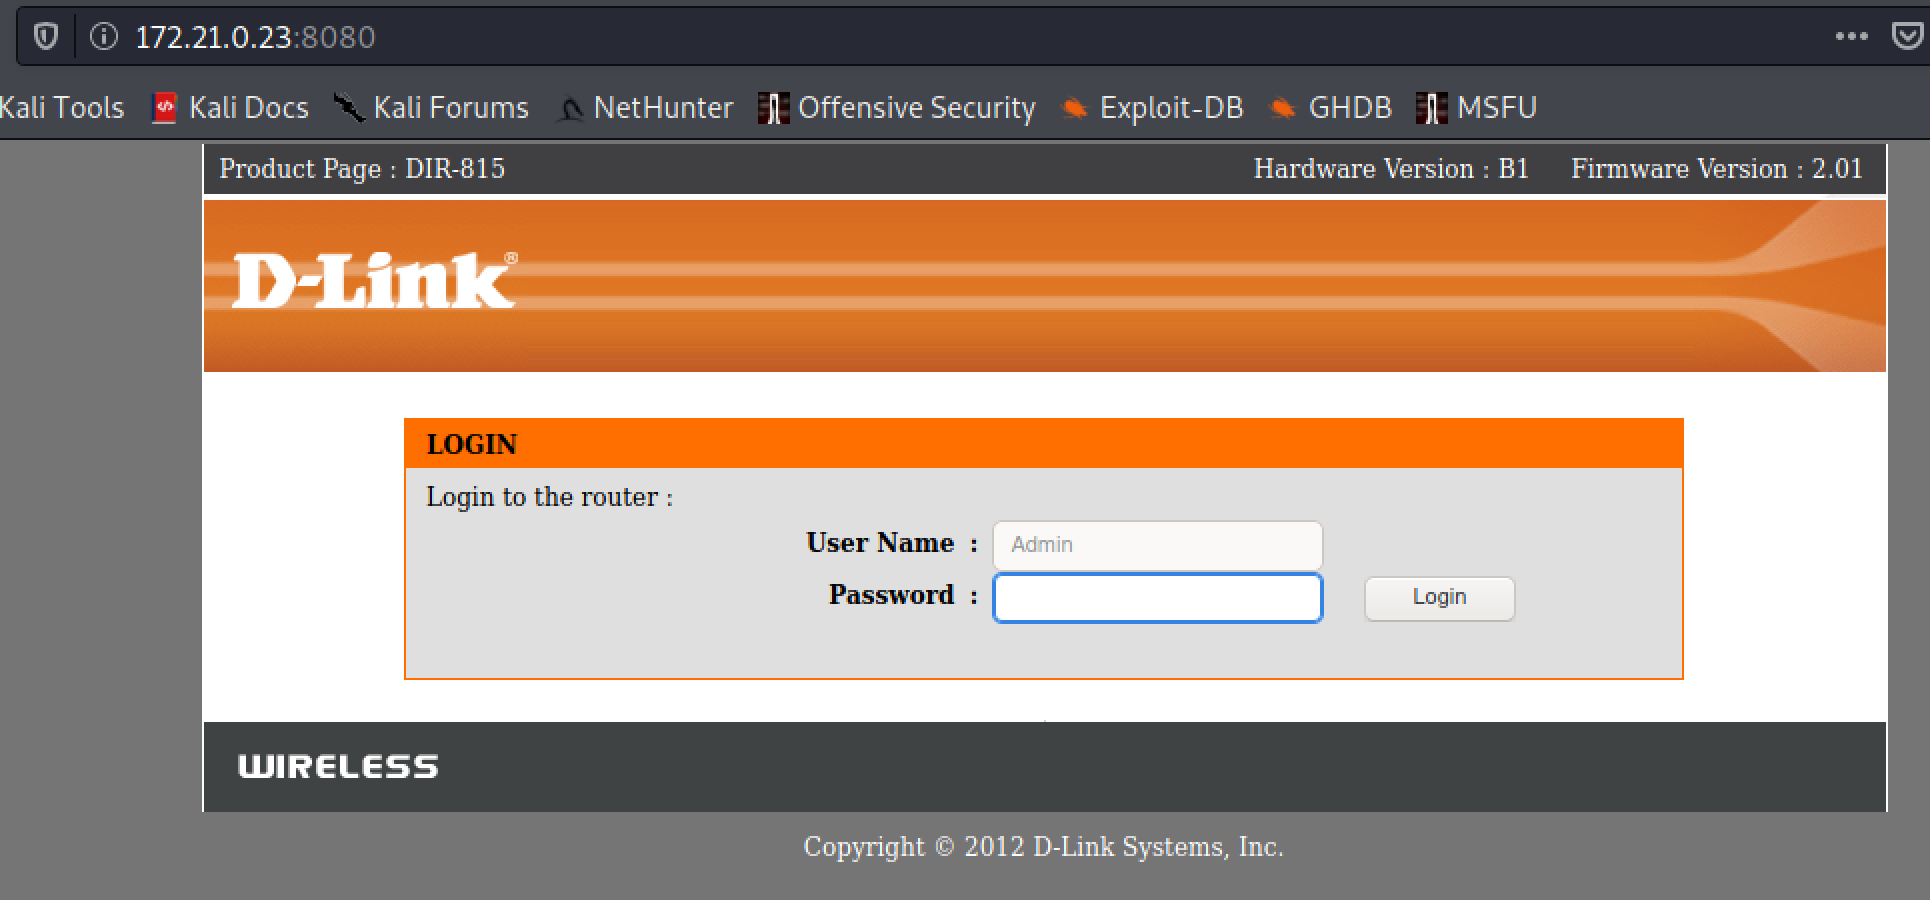 172.21.0.23:8080
Kali Tools Kali Docs Kali Forums NetHunter Offensive Security Exploit-DB GHDB MSFU
Product Page : DIR-815 Hardware Version : B1 Firmware Version : 2.01
D-Link®
LOGIN
Login to the router :
User Name : Admin
Password : Login
WIRELESS
Copyright © 2012 D-Link Systems, Inc.